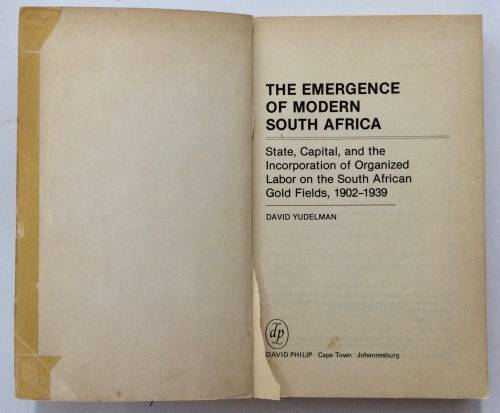 THE EMERGENCE
OF MODERN
SOUTH AFRICA
State, Capital, and the
Incorporation of Organized
Labor on the South African
Gold Fields, 1902–1939
DAVID YUDELMAN
dp
DAVID PHILIP Cape Town Johannesburg